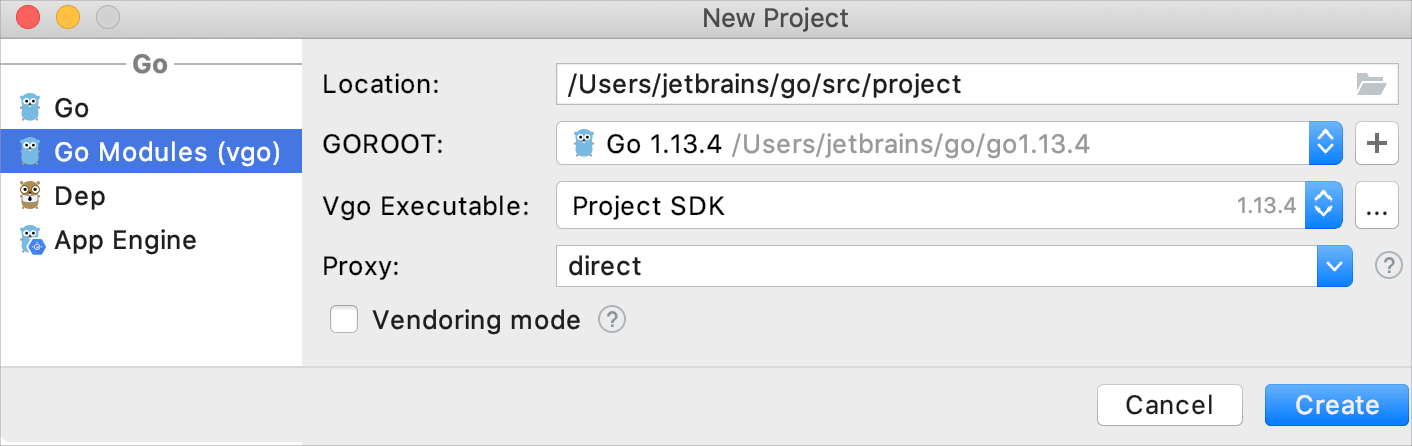 New Project
Go
Go
Go Modules (vgo)
Dep
App Engine
Location: /Users/jetbrains/go/src/project
GOROOT: Go 1.13.4 /Users/jetbrains/go/go1.13.4 +
Vgo Executable: Project SDK 1.13.4 ...
Proxy: direct ?
Vendoring mode ?
Cancel Create